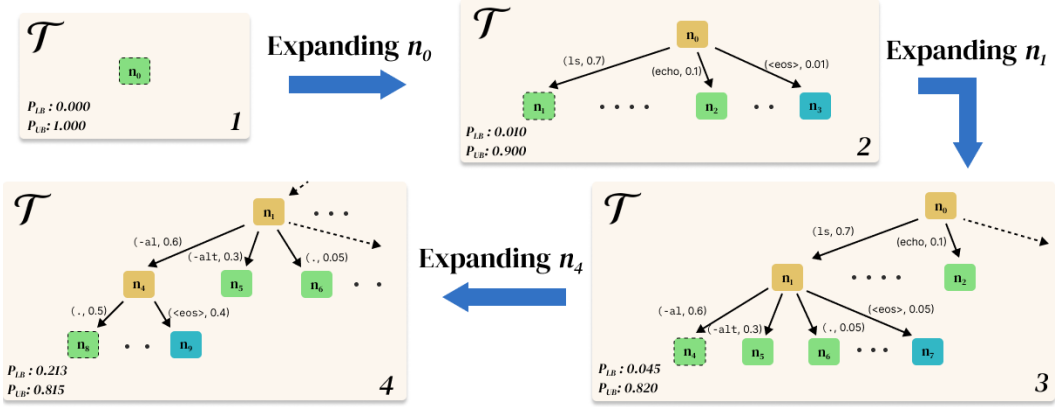 𝒯
n₀
P_LB : 0.000
P_UB: 1.000
1
Expanding n₀
𝒯
n₀
(ls, 0.7)
(echo, 0.1)
(<eos>, 0.01)
n₁
n₂
n₃
P_LB: 0.010
P_UB: 0.900
2
Expanding n₁
𝒯
n₀
(ls, 0.7)
(echo, 0.1)
n₁
n₂
(-al, 0.6)
(-alt, 0.3)
(., 0.05)
(<eos>, 0.05)
n₄
n₅
n₆
n₇
P_LB: 0.045
P_UB: 0.820
3
Expanding n₄
𝒯
n₁
(-al, 0.6)
(-alt, 0.3)
(., 0.05)
n₄
n₅
n₆
(., 0.5)
(<eos>, 0.4)
n₈
n₉
P_LB: 0.213
P_UB: 0.815
4